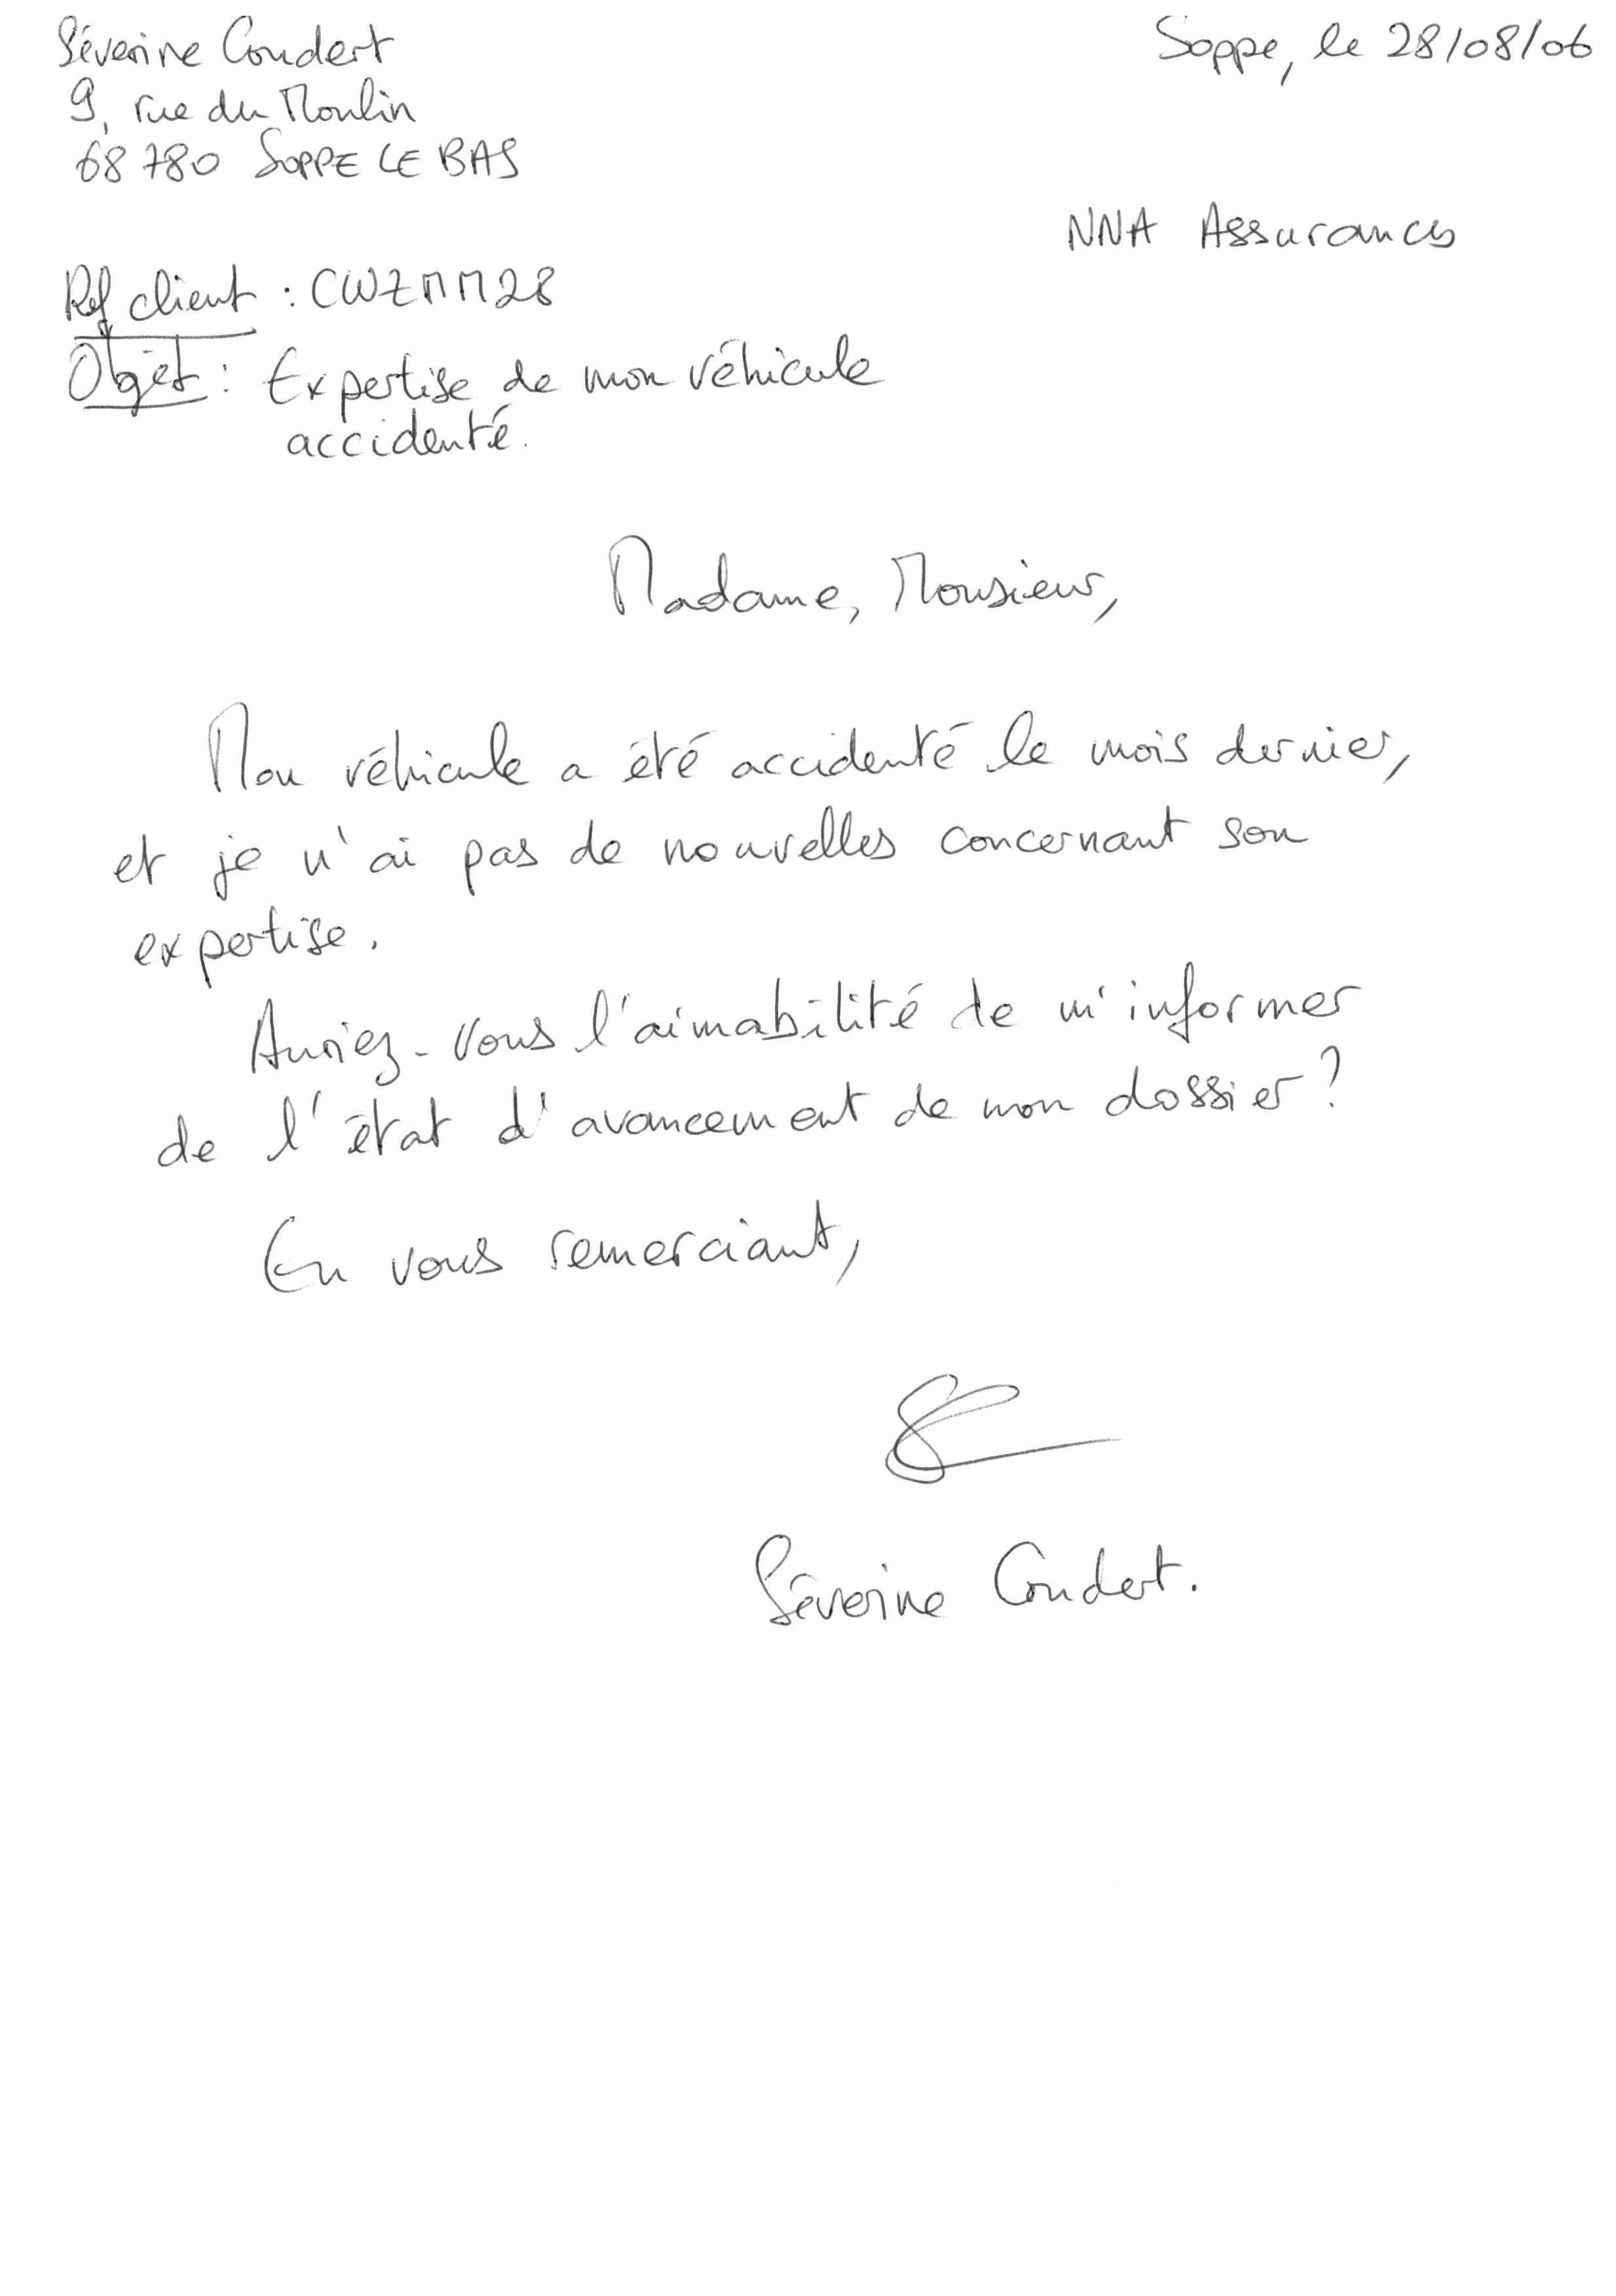 Séverine Coudert
Soppe, le 28/08/06
9, rue du Moulin
68780 SOPPE LE BAS
NNA Assurances
Ref client : CWZMM28
Objet : Expertise de mon véhicule
accidenté.
Madame, Monsieur,
Mon véhicule a été accidenté le mois dernier,
et je n'ai pas de nouvelles concernant son
expertise.
Auriez-vous l'aimabilité de m'informer
de l'état d'avancement de mon dossier ?
En vous remerciant,
Séverine Coudert.